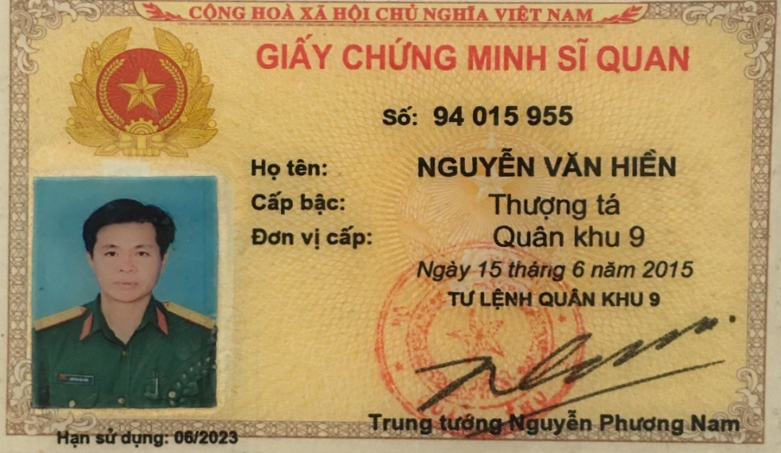 CỘNG HOÀ XÃ HỘI CHỦ NGHĨA VIỆT NAM
GIẤY CHỨNG MINH SĨ QUAN
Số: 94 015 955
Họ tên: NGUYỄN VĂN HIỀN
Cấp bậc: Thượng tá
Đơn vị cấp: Quân khu 9
Ngày 15 tháng 6 năm 2015
TƯ LỆNH QUÂN KHU 9
Trung tướng Nguyễn Phương Nam
Hạn sử dụng: 06/2023